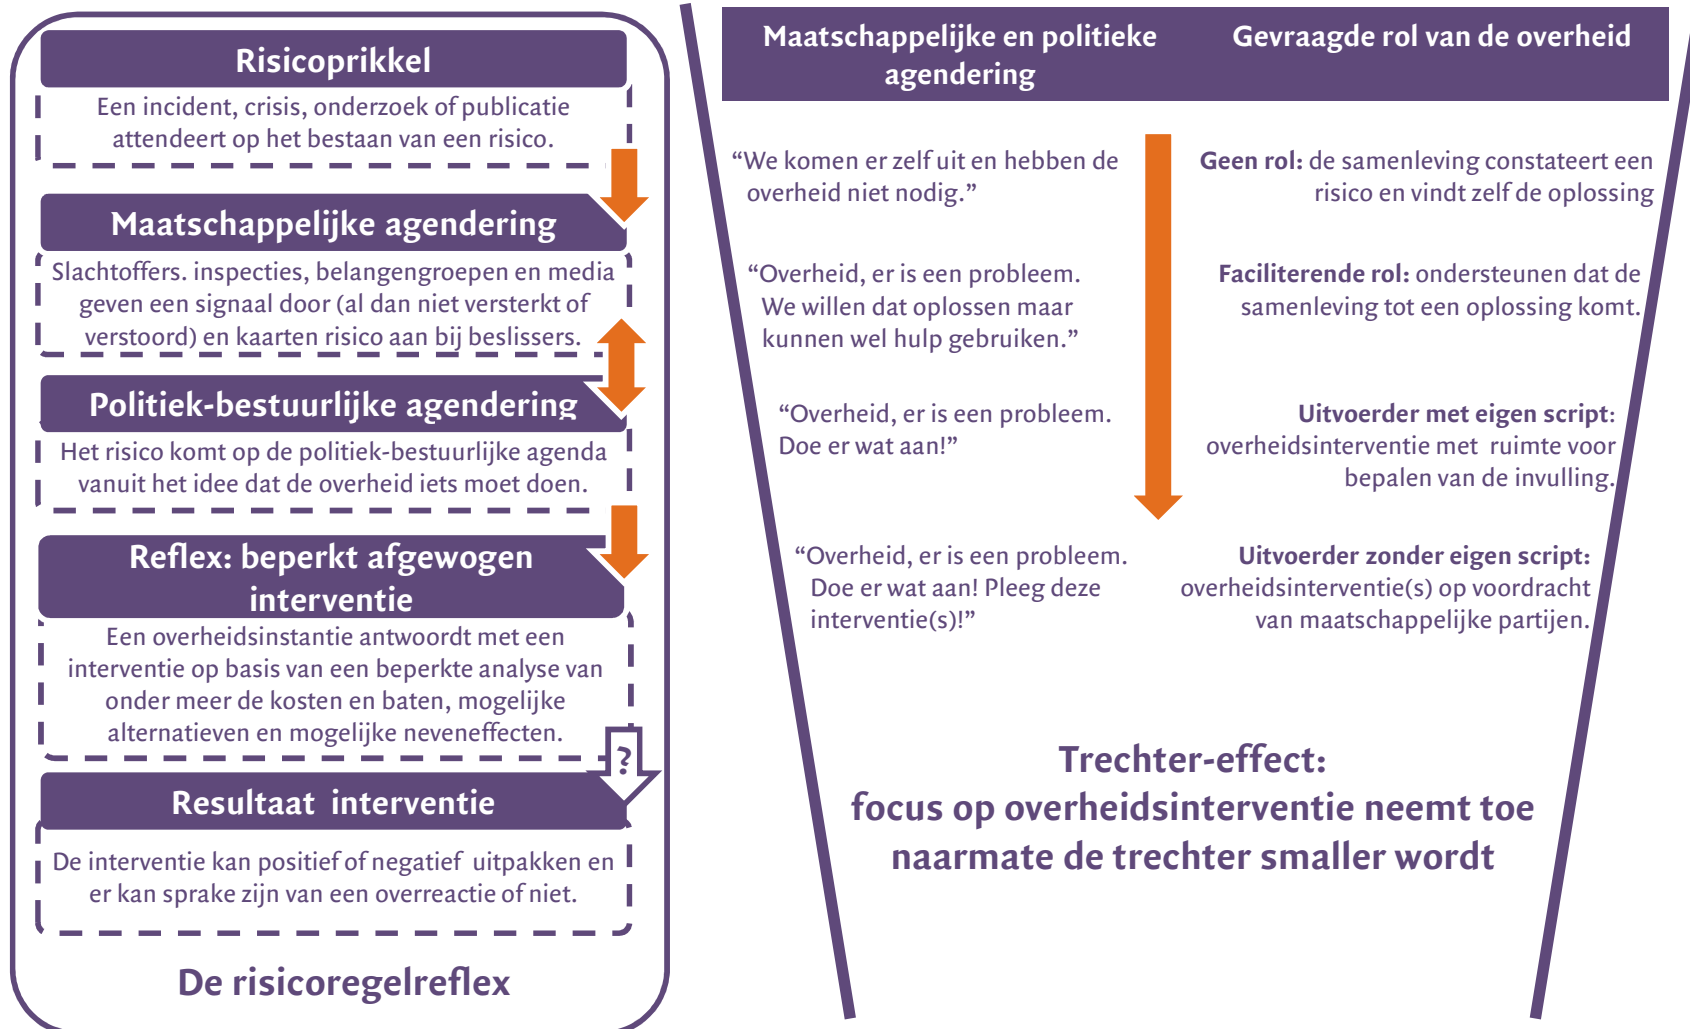 Risicoprikkel
Een incident, crisis, onderzoek of publicatie
attendeert op het bestaan van een risico.
Maatschappelijke agendering
Slachtoffers. inspecties, belangengroepen en media
geven een signaal door (al dan niet versterkt of
verstoord) en kaarten risico aan bij beslissers.
Politiek-bestuurlijke agendering
Het risico komt op de politiek-bestuurlijke agenda
vanuit het idee dat de overheid iets moet doen.
Reflex: beperkt afgewogen
interventie
Een overheidsinstantie antwoordt met een
interventie op basis van een beperkte analyse van
onder meer de kosten en baten, mogelijke
alternatieven en mogelijke neveneffecten.
?
Resultaat interventie
De interventie kan positief of negatief uitpakken en
er kan sprake zijn van een overreactie of niet.
De risicoregelreflex
Maatschappelijke en politieke
agendering
Gevraagde rol van de overheid
“We komen er zelf uit en hebben de
overheid niet nodig.”
Geen rol: de samenleving constateert een
risico en vindt zelf de oplossing
“Overheid, er is een probleem.
We willen dat oplossen maar
kunnen wel hulp gebruiken.”
Faciliterende rol: ondersteunen dat de
samenleving tot een oplossing komt.
“Overheid, er is een probleem.
Doe er wat aan!”
Uitvoerder met eigen script:
overheidsinterventie met ruimte voor
bepalen van de invulling.
“Overheid, er is een probleem.
Doe er wat aan! Pleeg deze
interventie(s)!”
Uitvoerder zonder eigen script:
overheidsinterventie(s) op voordracht
van maatschappelijke partijen.
Trechter-effect:
focus op overheidsinterventie neemt toe
naarmate de trechter smaller wordt